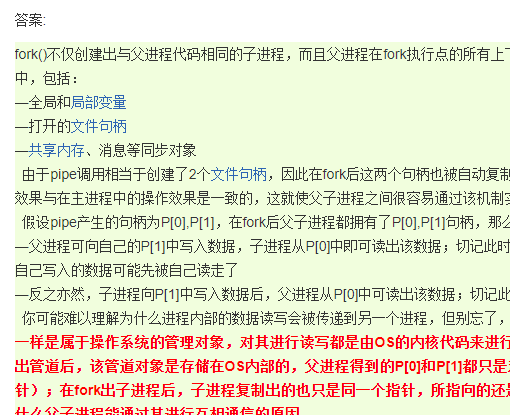 答案:
fork()不仅创建出与父进程代码相同的子进程，而且父进程在fork执行点的所有上下
中，包括：
—全局和局部变量
—打开的文件句柄
—共享内存、消息等同步对象
由于pipe调用相当于创建了2个文件句柄，因此在fork后这两个句柄也被自动复制
效果与在主进程中的操作效果是一致的，这就使父子进程之间很容易通过该机制实
假设pipe产生的句柄为P[0],P[1]，在fork后父子进程都拥有了P[0],P[1]句柄，那么
—父进程可向自己的P[1]中写入数据，子进程从P[0]中即可读出该数据；切记此时
自己写入的数据可能先被自己读走了
—反之亦然，子进程向P[1]中写入数据后，父进程从P[0]中可读出该数据；切记此
你可能难以理解为什么进程内部的数据读写会被传递到另一个进程，但别忘了，
一样是属于操作系统的管理对象，对其进行读写都是由OS的内核代码来进行
出管道后，该管道对象是存储在OS内部的，父进程得到的P[0]和P[1]都只是
针）；在fork出子进程后，子进程复制出的也只是同一个指针，所指向的还
什么父子进程能通过其进行互相通信的原因